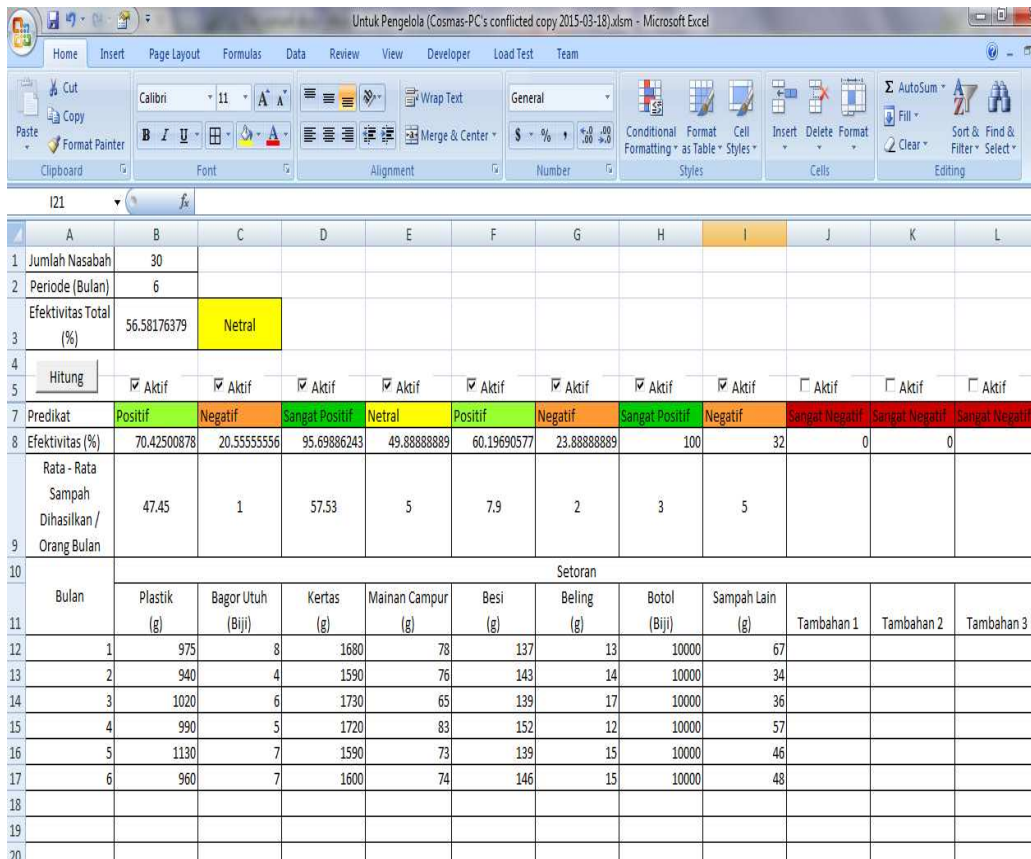 Untuk Pengelola (Cosmas-PC's conflicted copy 2015-03-18).xlsm - Microsoft Excel
Home Insert Page Layout Formulas Data Review View Developer Load Test Team
Cut
Copy
Format Painter
Paste
Clipboard
Calibri 11
Font
Wrap Text
Merge & Center
Alignment
General
$ % ,
Number
Conditional Formatting
Format as Table
Cell Styles
Styles
Insert Delete Format
Cells
Σ AutoSum
Fill
Clear
Sort & Filter
Find & Select
Editing
I21 fx
A B C D E F G H I J K L
1 Jumlah Nasabah 30
2 Periode (Bulan) 6
3 Efektivitas Total (%) 56.58176379 Netral
4
Hitung
5 Aktif Aktif Aktif Aktif Aktif Aktif Aktif Aktif Aktif Aktif Aktif
7 Predikat Positif Negatif Sangat Positif Netral Positif Negatif Sangat Positif Negatif Sangat Negatif Sangat Negatif Sangat Negatif
8 Efektivitas (%) 70.42500878 20.55555556 95.69886243 49.88888889 60.19690577 23.88888889 100 32 0 0
9 Rata - Rata Sampah Dihasilkan / Orang Bulan 47.45 1 57.53 5 7.9 2 3 5
10 Setoran
11 Bulan Plastik (g) Bagor Utuh (Biji) Kertas (g) Mainan Campur (g) Besi (g) Beling (g) Botol (Biji) Sampah Lain (g) Tambahan 1 Tambahan 2 Tambahan 3
12 1 975 8 1680 78 137 13 10000 67
13 2 940 4 1590 76 143 14 10000 34
14 3 1020 6 1730 65 139 17 10000 36
15 4 990 5 1720 83 152 12 10000 57
16 5 1130 7 1590 73 139 15 10000 46
17 6 960 7 1600 74 146 15 10000 48
18
19
20